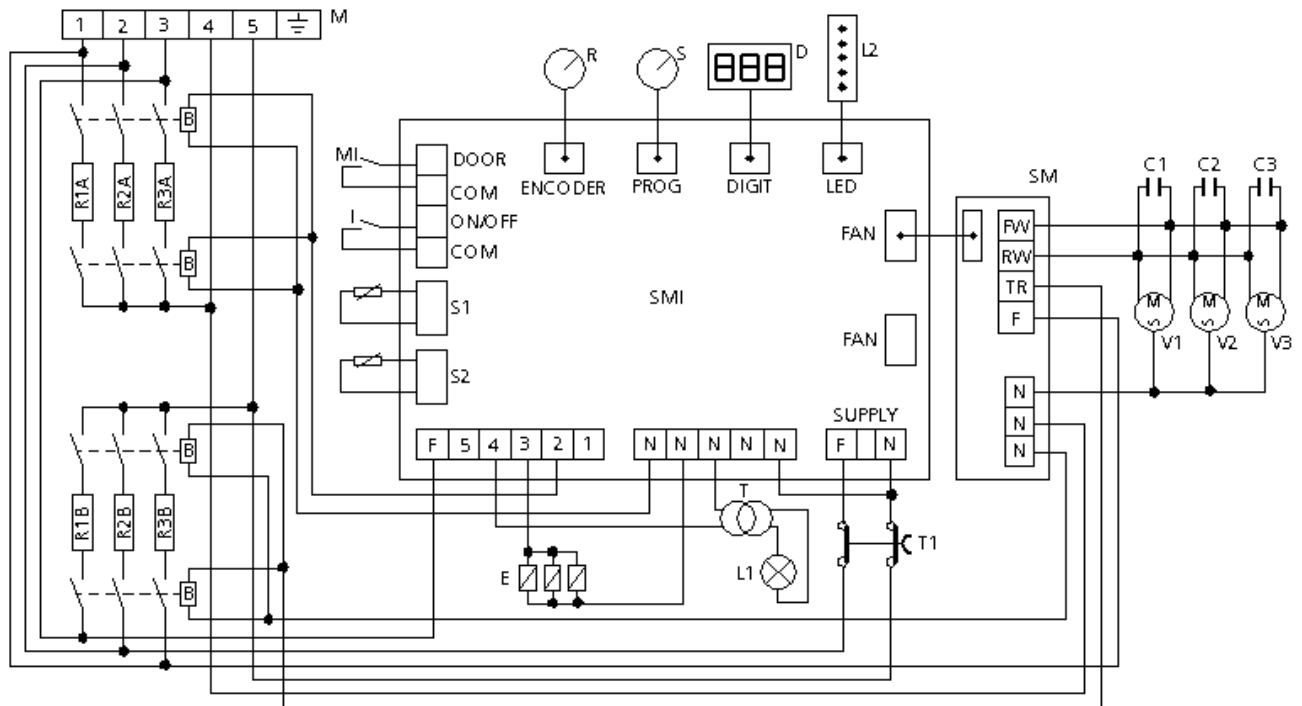 1 2 3 4 5 M
R S D L2
888
MI DOOR
COM
I ON/OFF
COM
ENCODER PROG DIGIT LED
B
R1A R2A R3A
B
S1
S2
SMI
FAN
FAN
SM
FW
RW
TR
F
N
N
N
C1 C2 C3
M S M S M S
V1 V2 V3
SUPPLY
F 5 4 3 2 1 N N N N N F N
B
R1B R2B R3B
B
T
T1
E L1